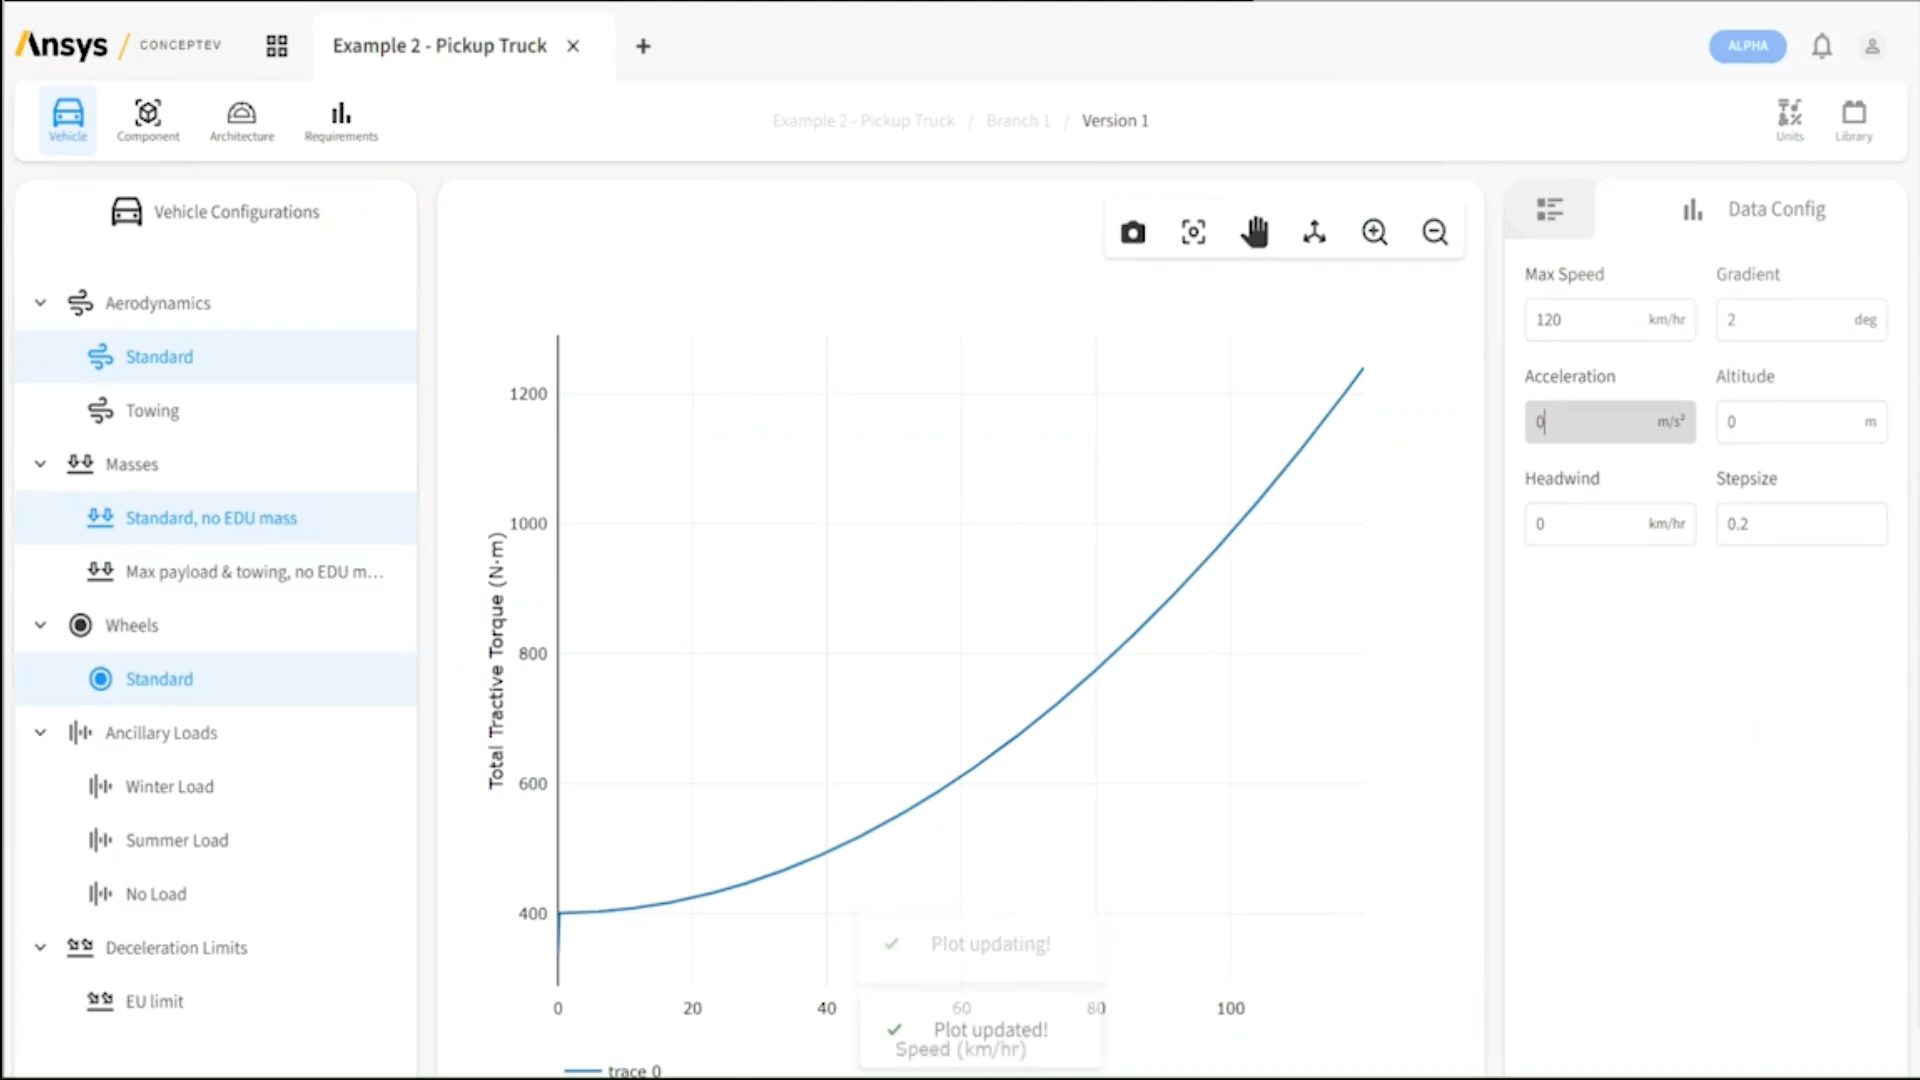 Ansys / CONCEPTEV
Example 2 - Pickup Truck
ALPHA
Vehicle
Component
Architecture
Requirements
Example 2 - Pickup Truck / Branch 1 / Version 1
Units
Library
Vehicle Configurations
Aerodynamics
Standard
Towing
Masses
Standard, no EDU mass
Max payload & towing, no EDU m...
Wheels
Standard
Ancillary Loads
Winter Load
Summer Load
No Load
Deceleration Limits
EU limit
Total Tractive Torque (N·m)
1200
1000
800
600
400
0 20 40 60 80 100
Speed (km/hr)
trace 0
Plot updating!
Plot updated!
Data Config
Max Speed Gradient
120 km/hr 2 deg
Acceleration Altitude
0 m/s² 0 m
Headwind Stepsize
0 km/hr 0.2